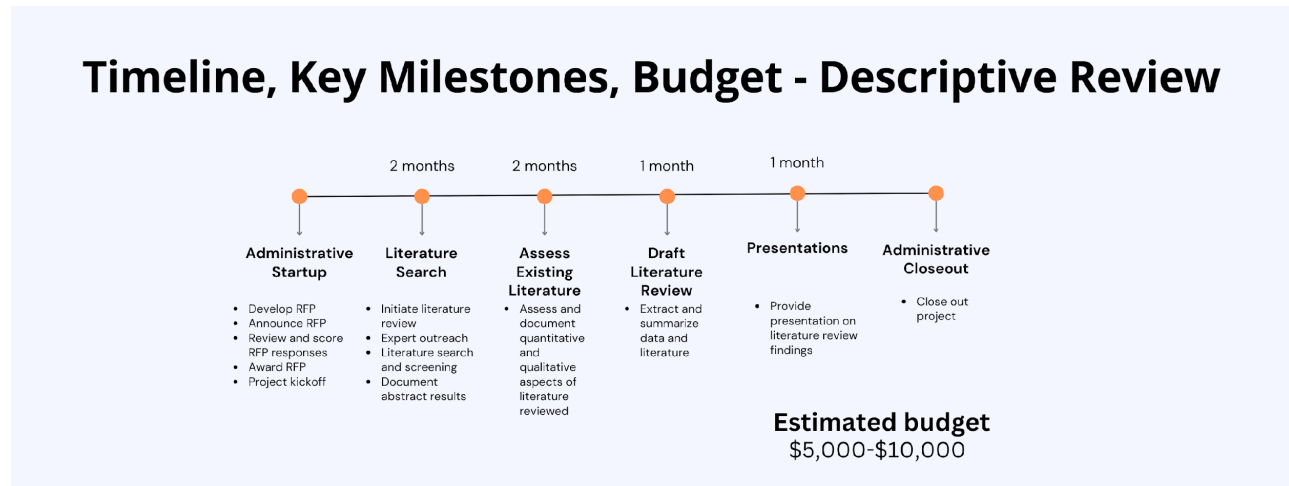 Timeline, Key Milestones, Budget - Descriptive Review
2 months
2 months
1 month
1 month
Administrative
Startup
• Develop RFP
• Announce RFP
• Review and score
RFP responses
• Award RFP
• Project kickoff
Literature
Search
• Initiate literature
review
• Expert outreach
• Literature search
and screening
• Document
abstract results
Assess
Existing
Literature
• Assess and
document
quantitative
and
qualitative
aspects of
literature
reviewed
Draft
Literature
Review
• Extract and
summarize
data and
literature
Presentations
• Provide
presentation on
literature review
findings
Administrative
Closeout
• Close out
project
Estimated budget
$5,000-$10,000